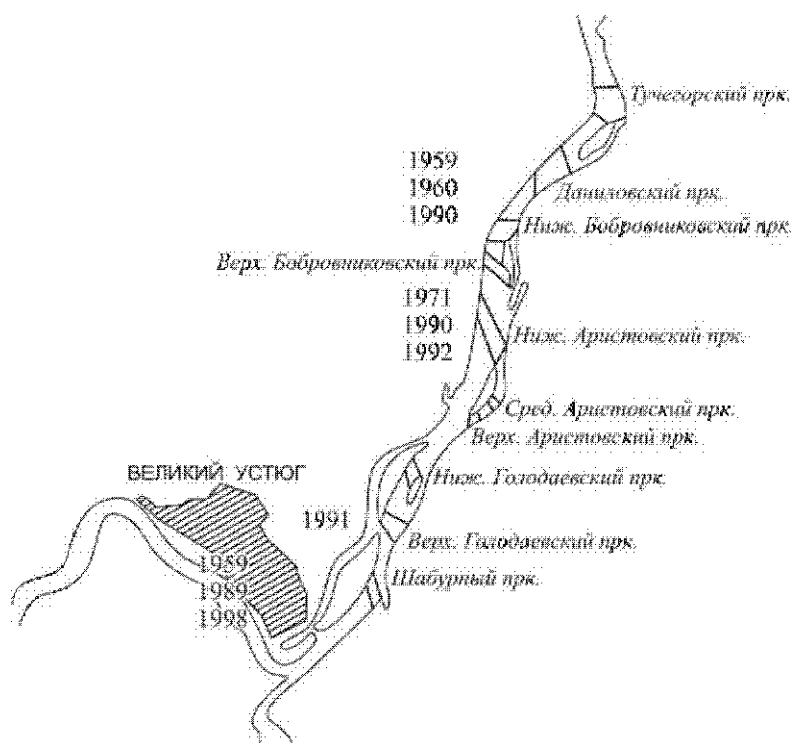 Тучегорский прк.
1959
1960
1990
Даниловский прк.
Ниж. Бобровниковский прк.
Верх. Бобровниковский прк.
1971
1990
1992
Ниж. Аристовский прк.
Сред. Аристовский прк.
Верх. Аристовский прк.
ВЕЛИКИЙ УСТЮГ
Ниж. Голодаевский прк.
1991
Верх. Голодаевский прк.
1959
1989
1998
Шабурный прк.